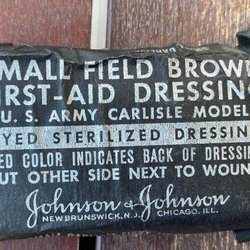 MALL FIELD BROW
IRST-AID DRESSING
U. S. ARMY CARLISLE MODEL
YED STERILIZED DRESSIN
ED COLOR INDICATES BACK OF DRESSIN
UT OTHER SIDE NEXT TO WOUN
Johnson & Johnson
NEW BRUNSWICK, N.J. CHICAGO, ILL.